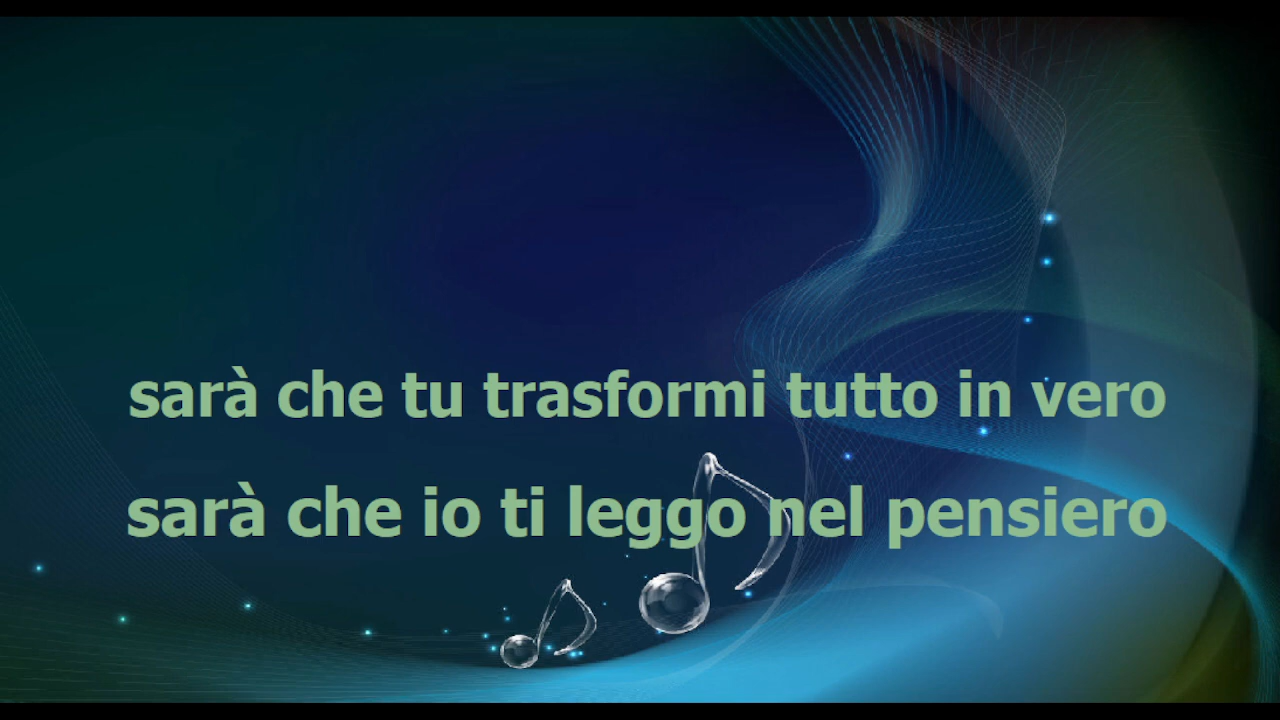 sarà che tu trasformi tutto in vero
sarà che io ti leggo nel pensiero